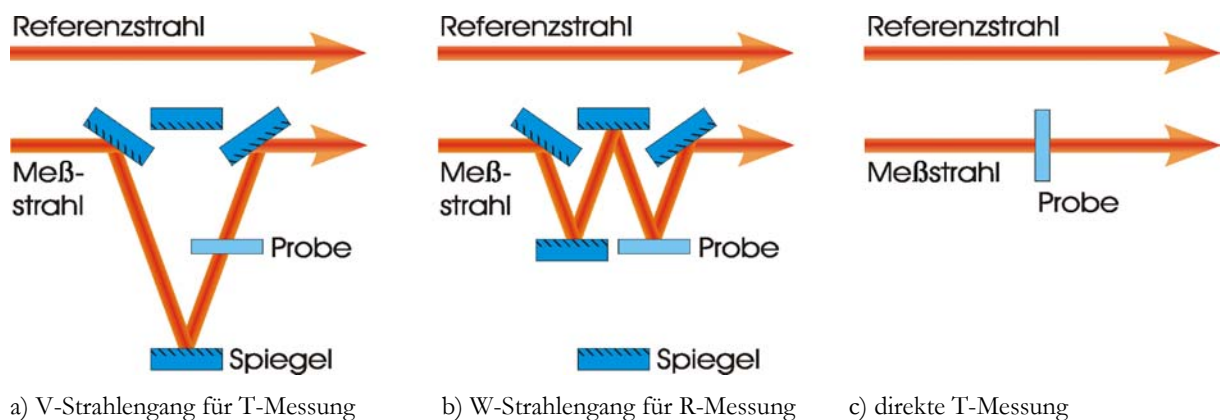 Referenzstrahl
Meß-
strahl
Probe
Spiegel
a) V-Strahlengang für T-Messung
Referenzstrahl
Meß-
strahl
Probe
Spiegel
b) W-Strahlengang für R-Messung
Referenzstrahl
Meßstrahl
Probe
c) direkte T-Messung